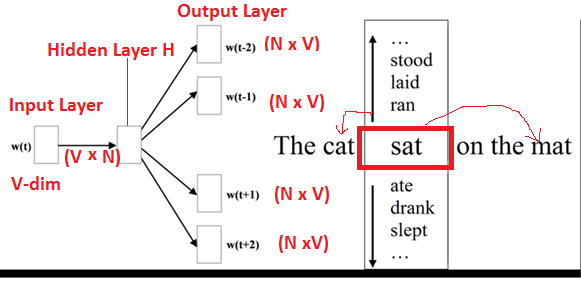 Output Layer
Hidden Layer H
w(t-2) (N x V)
Input Layer
w(t-1) (N x V)
w(t)
(V x N)
V-dim
w(t+1) (N x V)
w(t+2) (N xV)
…
stood
laid
ran
The cat sat on the mat
ate
drank
slept
…